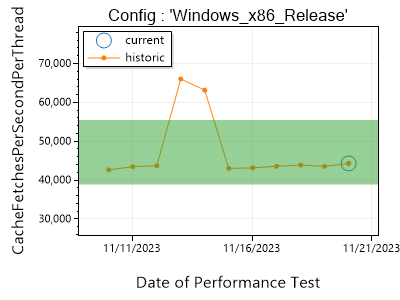 Config : 'Windows_x86_Release'
current
historic
CacheFetchesPerSecondPerThread
70,000
60,000
50,000
40,000
30,000
11/11/2023
11/16/2023
11/21/2023
Date of Performance Test